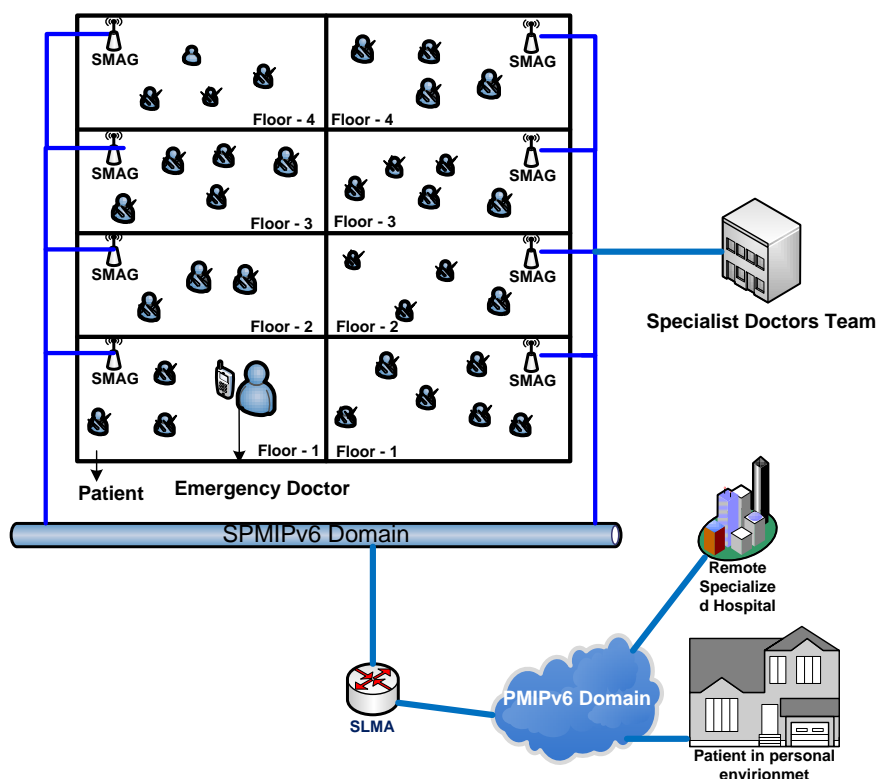 SMAG
SMAG
Floor - 4
Floor - 4
SMAG
SMAG
Floor - 3
Floor - 3
SMAG
SMAG
Floor - 2
Floor - 2
Specialist Doctors Team
SMAG
SMAG
Floor - 1
Floor - 1
Patient
Emergency Doctor
SPMIPv6 Domain
Remote
Specialize
d Hospital
PMIPv6 Domain
SLMA
Patient in personal
envirionmet